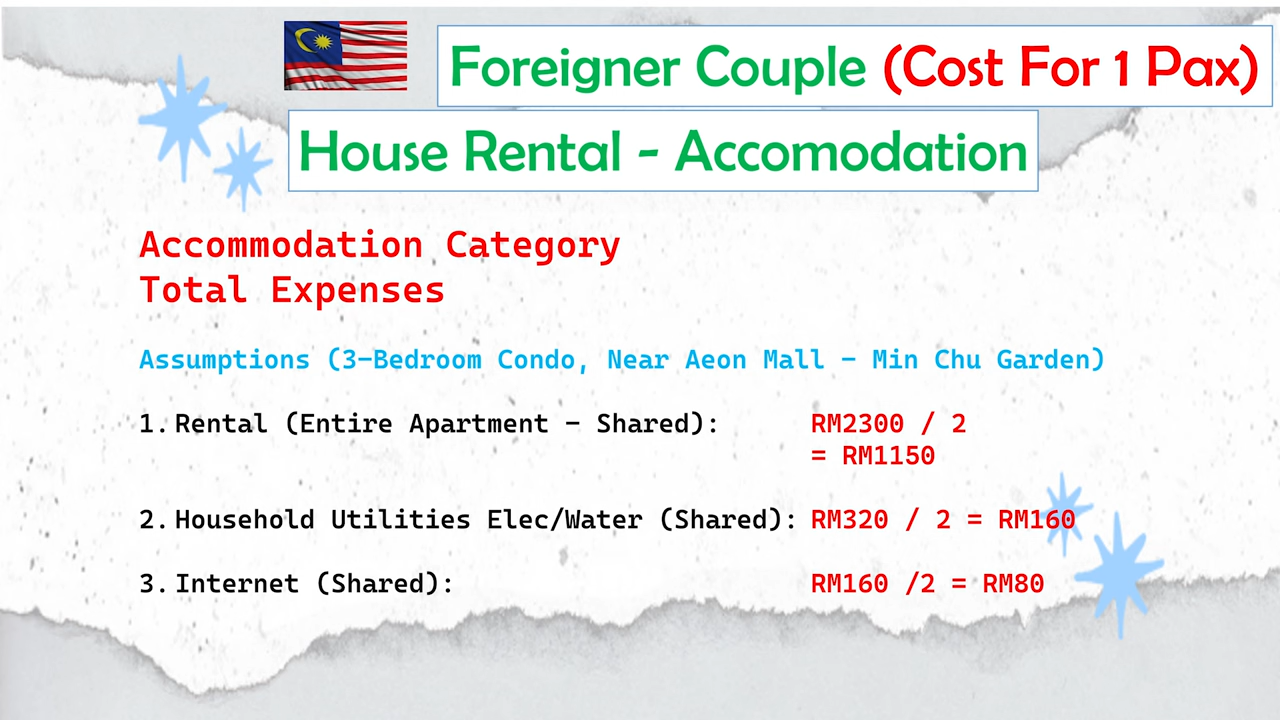 Foreigner Couple (Cost For 1 Pax)
House Rental - Accomodation
Accommodation Category
Total Expenses
Assumptions (3-Bedroom Condo, Near Aeon Mall - Min Chu Garden)
1. Rental (Entire Apartment - Shared): RM2300 / 2
= RM1150
2. Household Utilities Elec/Water (Shared): RM320 / 2 = RM160
3. Internet (Shared): RM160 /2 = RM80